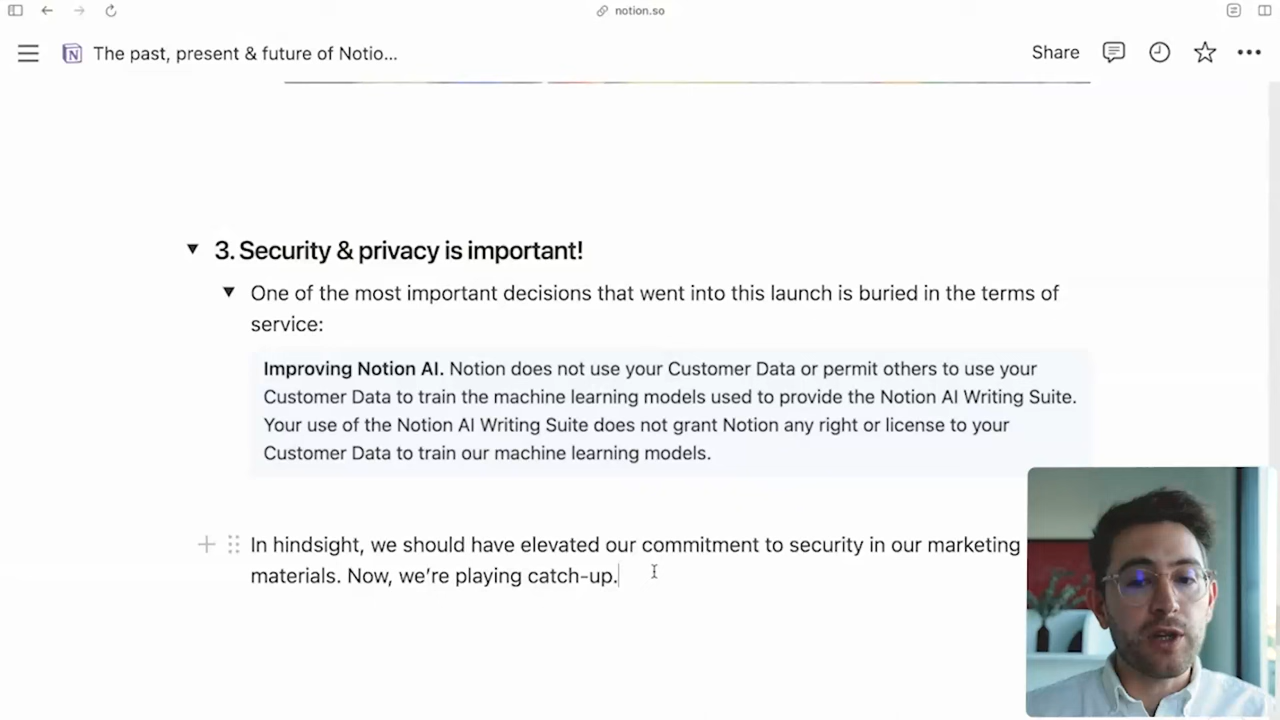 notion.so
The past, present & future of Notio...
Share
3. Security & privacy is important!
One of the most important decisions that went into this launch is buried in the terms of
service:
Improving Notion AI. Notion does not use your Customer Data or permit others to use your
Customer Data to train the machine learning models used to provide the Notion AI Writing Suite.
Your use of the Notion AI Writing Suite does not grant Notion any right or license to your
Customer Data to train our machine learning models.
In hindsight, we should have elevated our commitment to security in our marketing
materials. Now, we’re playing catch-up.